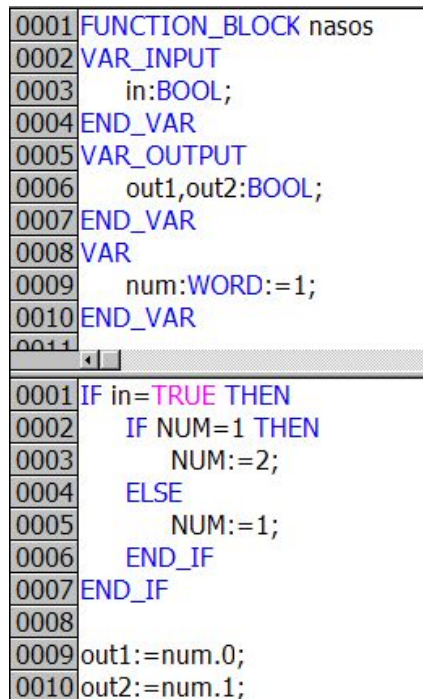 0001 FUNCTION_BLOCK nasos
0002 VAR_INPUT
0003 in:BOOL;
0004 END_VAR
0005 VAR_OUTPUT
0006 out1,out2:BOOL;
0007 END_VAR
0008 VAR
0009 num:WORD:=1;
0010 END_VAR
0011
0001 IF in=TRUE THEN
0002 IF NUM=1 THEN
0003 NUM:=2;
0004 ELSE
0005 NUM:=1;
0006 END_IF
0007 END_IF
0008
0009 out1:=num.0;
0010 out2:=num.1;